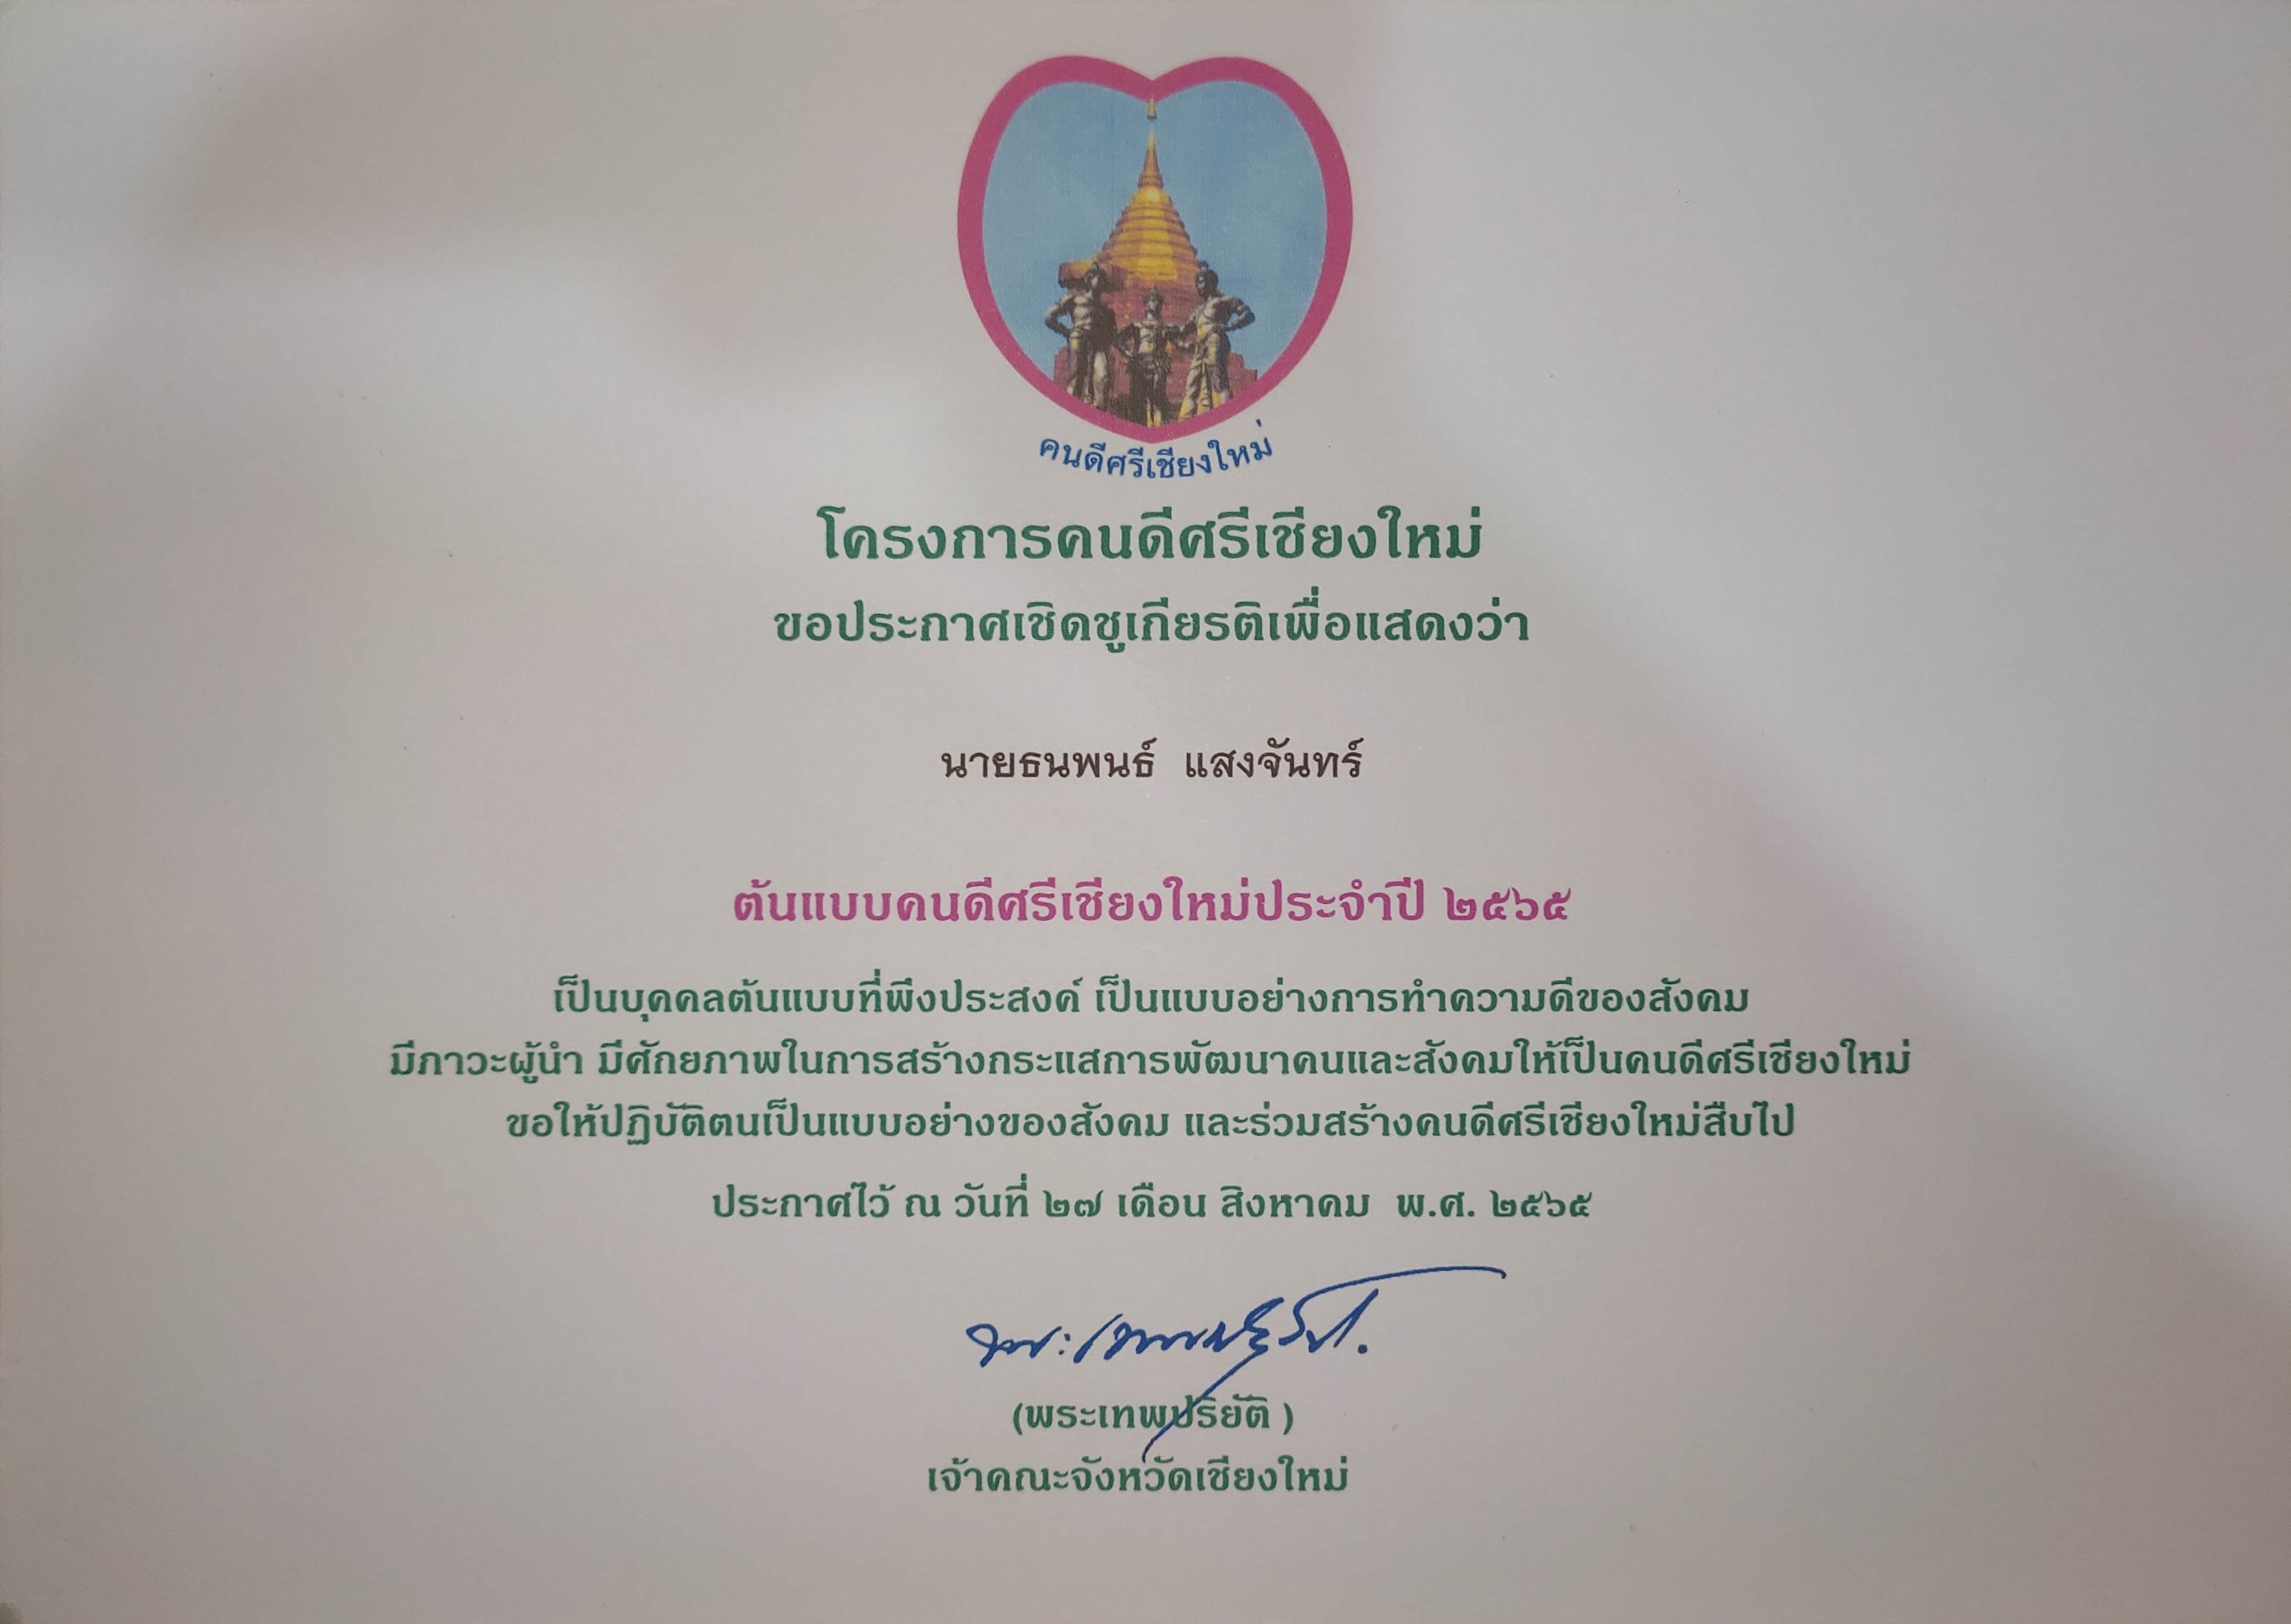 คนดีศรีเชียงใหม่
โครงการคนดีศรีเชียงใหม่
ขอประกาศเชิดชูเกียรติเพื่อแสดงว่า
นายธนพนธ์ แสงจันทร์
ต้นแบบคนดีศรีเชียงใหม่ประจำปี ๒๕๖๕
เป็นบุคคลต้นแบบที่พึงประสงค์ เป็นแบบอย่างการทำความดีของสังคม
มีภาวะผู้นำ มีศักยภาพในการสร้างกระแสการพัฒนาคนและสังคมให้เป็นคนดีศรีเชียงใหม่
ขอให้ปฏิบัติตนเป็นแบบอย่างของสังคม และร่วมสร้างคนดีศรีเชียงใหม่สืบไป
ประกาศไว้ ณ วันที่ ๒๗ เดือน สิงหาคม พ.ศ. ๒๕๖๕
(พระเทพปริยัติ )
เจ้าคณะจังหวัดเชียงใหม่